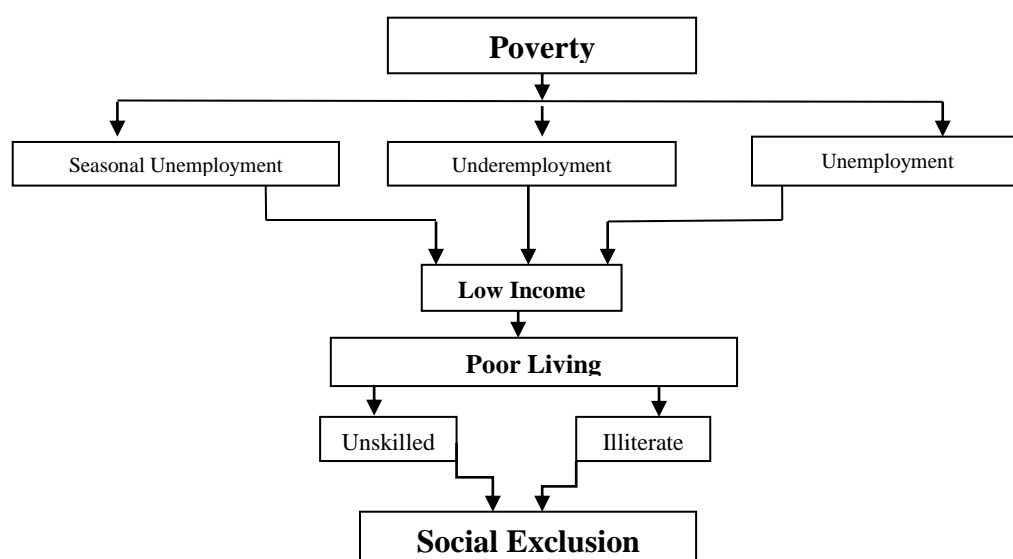 Poverty
Seasonal Unemployment
Underemployment
Unemployment
Low Income
Poor Living
Unskilled
Illiterate
Social Exclusion